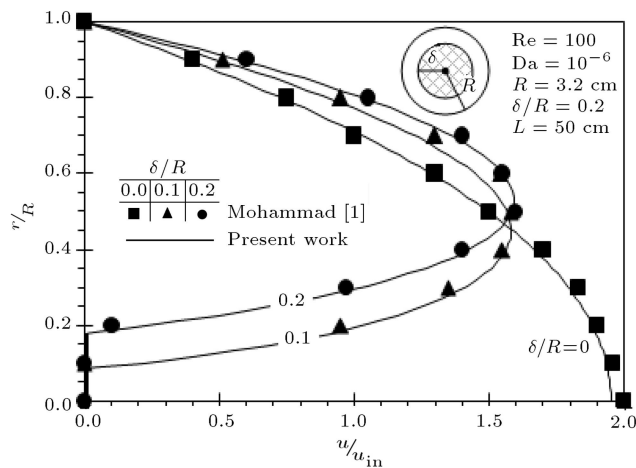 1.0
0.8
0.6
0.4
0.2
0.0
r/R
0.0
0.5
1.0
1.5
2.0
u/u_in
Re = 100
Da = 10⁻⁶
R = 3.2 cm
δ/R = 0.2
L = 50 cm
δ
R
δ/R
0.0 0.1 0.2
Mohammad [1]
Present work
0.2
0.1
δ/R=0